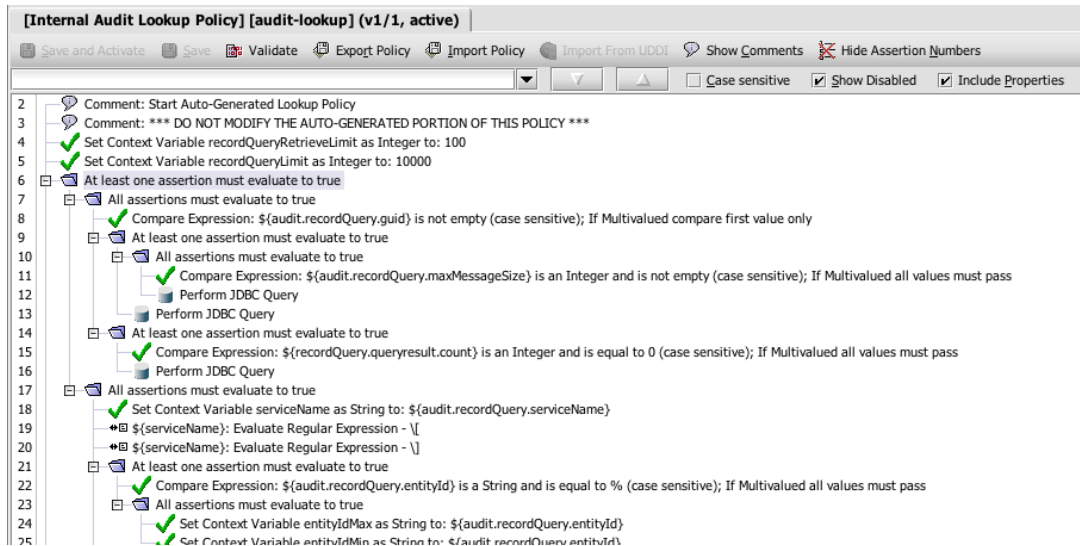 [Internal Audit Lookup Policy] [audit-lookup] (v1/1, active)
Save and Activate Save Validate Export Policy Import Policy Import From UDDI Show Comments Hide Assertion Numbers
Case sensitive Show Disabled Include Properties
2 Comment: Start Auto-Generated Lookup Policy
3 Comment: *** DO NOT MODIFY THE AUTO-GENERATED PORTION OF THIS POLICY ***
4 Set Context Variable recordQueryRetrieveLimit as Integer to: 100
5 Set Context Variable recordQueryLimit as Integer to: 10000
6 At least one assertion must evaluate to true
7 All assertions must evaluate to true
8 Compare Expression: ${audit.recordQuery.guid} is not empty (case sensitive); If Multivalued compare first value only
9 At least one assertion must evaluate to true
10 All assertions must evaluate to true
11 Compare Expression: ${audit.recordQuery.maxMessageSize} is an Integer and is not empty (case sensitive); If Multivalued all values must pass
12 Perform JDBC Query
13 Perform JDBC Query
14 At least one assertion must evaluate to true
15 Compare Expression: ${recordQuery.queryresult.count} is an Integer and is equal to 0 (case sensitive); If Multivalued all values must pass
16 Perform JDBC Query
17 All assertions must evaluate to true
18 Set Context Variable serviceName as String to: ${audit.recordQuery.serviceName}
19 ${serviceName}: Evaluate Regular Expression - \[
20 ${serviceName}: Evaluate Regular Expression - \]
21 At least one assertion must evaluate to true
22 Compare Expression: ${audit.recordQuery.entityId} is a String and is equal to % (case sensitive); If Multivalued all values must pass
23 All assertions must evaluate to true
24 Set Context Variable entityIdMax as String to: ${audit.recordQuery.entityId}
25 Set Context Variable entityIdMin as String to: ${audit.recordQuery.entityId}